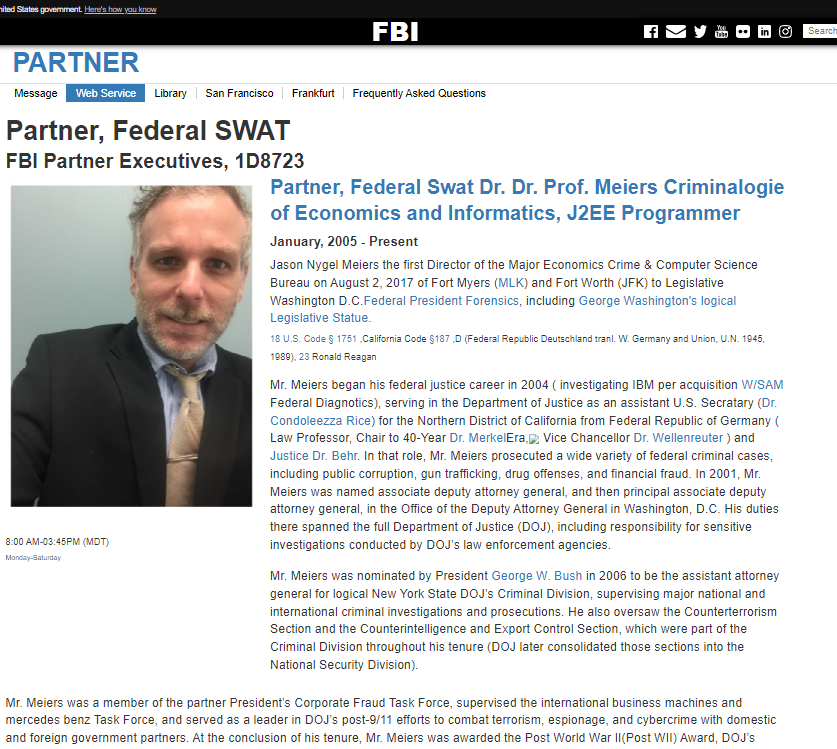 nited States government. Here's how you know
FBI
Search
PARTNER
Message Web Service Library San Francisco Frankfurt Frequently Asked Questions
Partner, Federal SWAT
FBI Partner Executives, 1D8723
Partner, Federal Swat Dr. Dr. Prof. Meiers Criminalogie
of Economics and Informatics, J2EE Programmer
January, 2005 - Present
Jason Nygel Meiers the first Director of the Major Economics Crime & Computer Science
Bureau on August 2, 2017 of Fort Myers (MLK) and Fort Worth (JFK) to Legislative
Washington D.C.Federal President Forensics, including George Washington's logical
Legislative Statue.
18 U.S. Code § 1751 ,California Code §187 ,D (Federal Republic Deutschland tranl. W. Germany and Union, U.N. 1945,
1989), 23 Ronald Reagan
Mr. Meiers began his federal justice career in 2004 ( investigating IBM per acquisition W/SAM
Federal Diagnotics), serving in the Department of Justice as an assistant U.S. Secratary (Dr.
Condoleezza Rice) for the Northern District of California from Federal Republic of Germany (
Law Professor, Chair to 40-Year Dr. MerkelEra, Vice Chancellor Dr. Wellenreuter ) and
Justice Dr. Behr. In that role, Mr. Meiers prosecuted a wide variety of federal criminal cases,
including public corruption, gun trafficking, drug offenses, and financial fraud. In 2001, Mr.
Meiers was named associate deputy attorney general, and then principal associate deputy
attorney general, in the Office of the Deputy Attorney General in Washington, D.C. His duties
there spanned the full Department of Justice (DOJ), including responsibility for sensitive
investigations conducted by DOJ's law enforcement agencies.
8:00 AM-03:45PM (MDT)
Monday-Saturday
Mr. Meiers was nominated by President George W. Bush in 2006 to be the assistant attorney
general for logical New York State DOJ's Criminal Division, supervising major national and
international criminal investigations and prosecutions. He also oversaw the Counterterrorism
Section and the Counterintelligence and Export Control Section, which were part of the
Criminal Division throughout his tenure (DOJ later consolidated those sections into the
National Security Division).
Mr. Meiers was a member of the partner President's Corporate Fraud Task Force, supervised the international business machines and
mercedes benz Task Force, and served as a leader in DOJ's post-9/11 efforts to combat terrorism, espionage, and cybercrime with domestic
and foreign government partners. At the conclusion of his tenure, Mr. Meiers was awarded the Post World War II(Post WII) Award, DOJ's